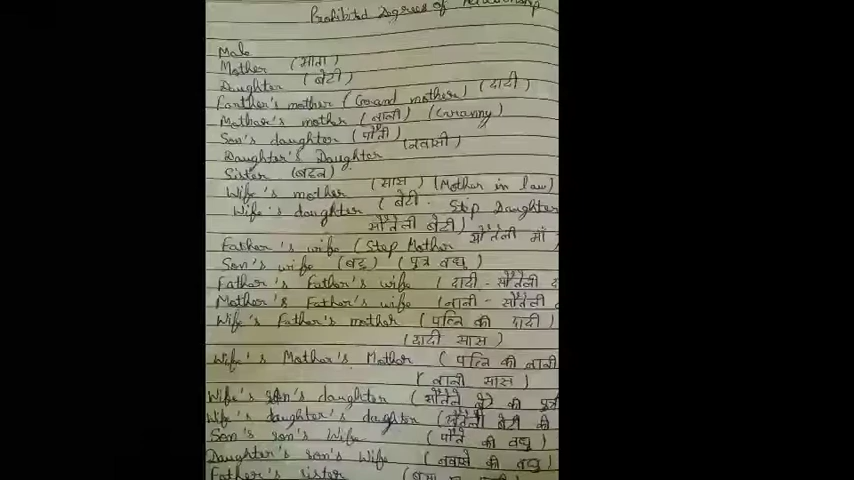 Prohibited Degrees of Relationship
Male
Mother (माता)
Daughter (बेटी)
Farther's mother (Grand mother) (दादी)
Mother's mother (नानी) (Granny)
Son's daughter (पौती)
Daughter's Daughter (नवासी)
Sister (बहन)
Wife's mother (सास) (Mother in law)
Wife's daughter (बेटी - Step Daughter
सौतेली बेटी)
Father's wife (Step Mother सौतेली माँ
Son's wife (बहु) (पुत्र वधु)
Father's Father's wife (दादी - सौतेली
Mother's Father's wife (नानी - सौतेली
Wife's Father's mother (पत्नि की दादी)
(दादी सास)
Wife's Mother's Mother (पत्नि की नानी
(नानी सास)
Wife's son's daughter (सौतेले बेटे की पुत्री
Wife's daughter's daughter (सौतेली बेटी की
Son's son's Wife (पौते की वधु)
Daughter's son's Wife (नवासे की वधु)
Father's sister